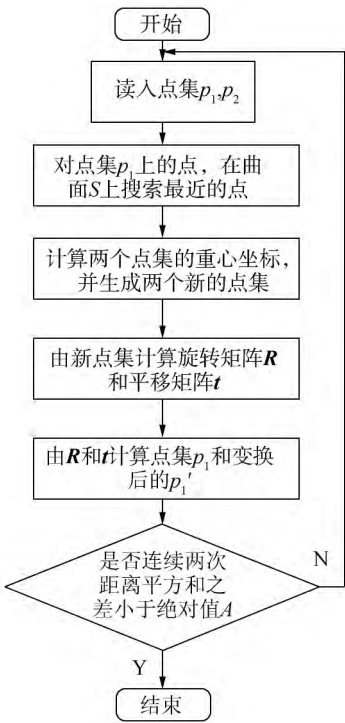 开始
读入点集p₁,p₂
对点集p₁上的点，在曲
面S上搜索最近的点
计算两个点集的重心坐标，
并生成两个新的点集
由新点集计算旋转矩阵R
和平移矩阵t
由R和t计算点集p₁和变换
后的p₁′
是否连续两次
距离平方和之
差小于绝对值A
N
Y
结束